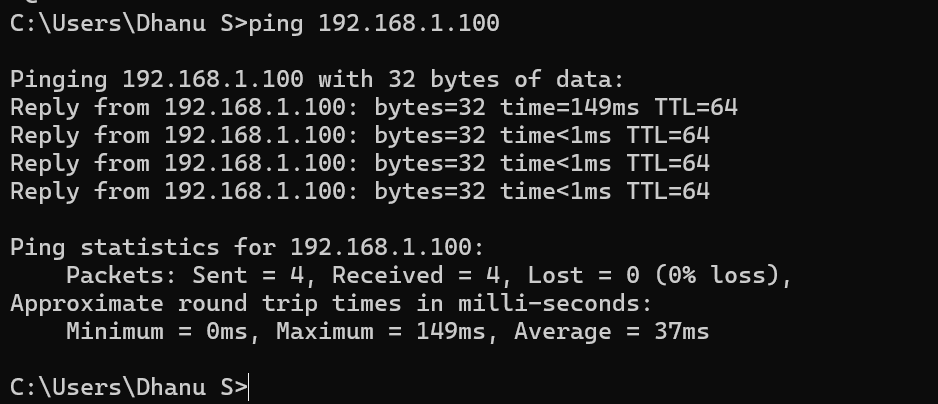 C:\Users\Dhanu S>ping 192.168.1.100
Pinging 192.168.1.100 with 32 bytes of data:
Reply from 192.168.1.100: bytes=32 time=149ms TTL=64
Reply from 192.168.1.100: bytes=32 time<1ms TTL=64
Reply from 192.168.1.100: bytes=32 time<1ms TTL=64
Reply from 192.168.1.100: bytes=32 time<1ms TTL=64
Ping statistics for 192.168.1.100:
    Packets: Sent = 4, Received = 4, Lost = 0 (0% loss),
Approximate round trip times in milli-seconds:
    Minimum = 0ms, Maximum = 149ms, Average = 37ms
C:\Users\Dhanu S>